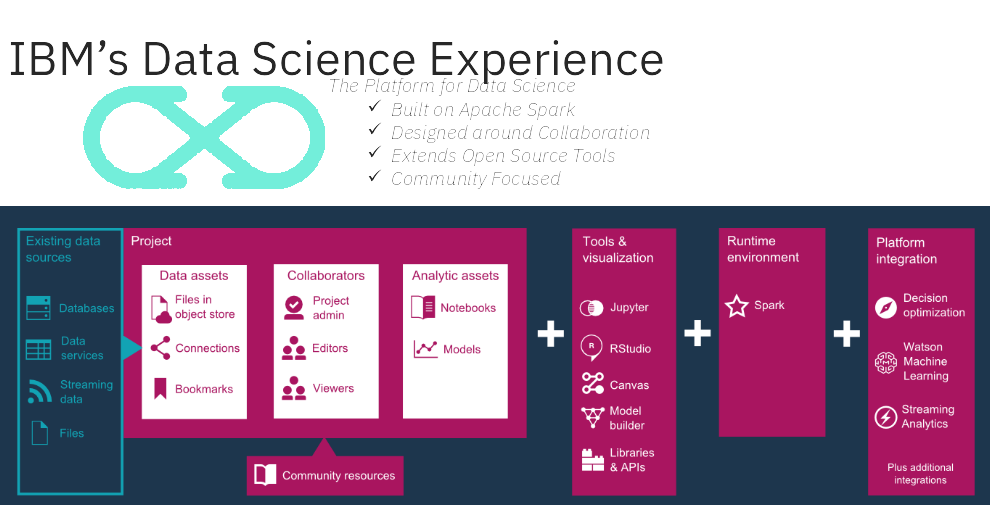 IBM's Data Science Experience
The Platform for Data Science
✓ Built on Apache Spark
✓ Designed around Collaboration
✓ Extends Open Source Tools
✓ Community Focused
Existing data
sources
Databases
Data
services
Streaming
data
Files
Project
Data assets
Files in
object store
Connections
Bookmarks
Collaborators
Project
admin
Editors
Viewers
Analytic assets
Notebooks
Models
Community resources
Tools &
visualization
Jupyter
R
RStudio
Canvas
Model
builder
Libraries
& APIs
Runtime
environment
Spark
Platform
integration
Decision
optimization
Watson
Machine
Learning
Streaming
Analytics
Plus additional
integrations